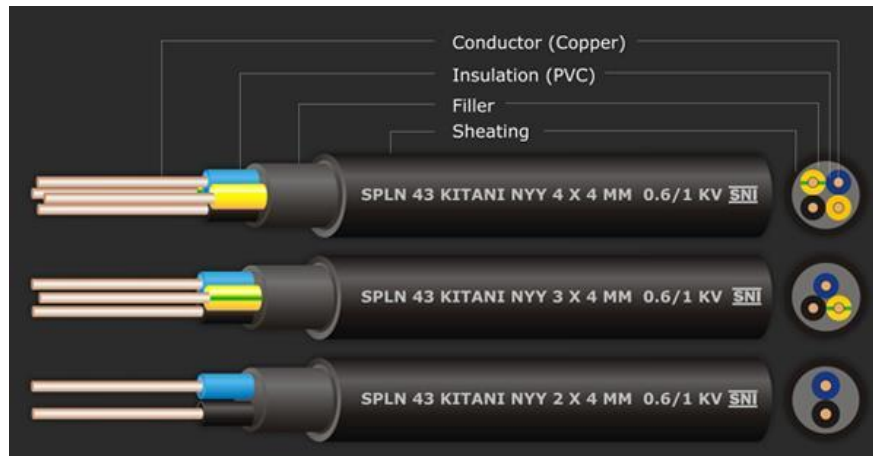 Conductor (Copper)
Insulation (PVC)
Filler
Sheating
SPLN 43 KITANI NYY 4 X 4 MM 0.6/1 KV SNI
SPLN 43 KITANI NYY 3 X 4 MM 0.6/1 KV SNI
SPLN 43 KITANI NYY 2 X 4 MM 0.6/1 KV SNI